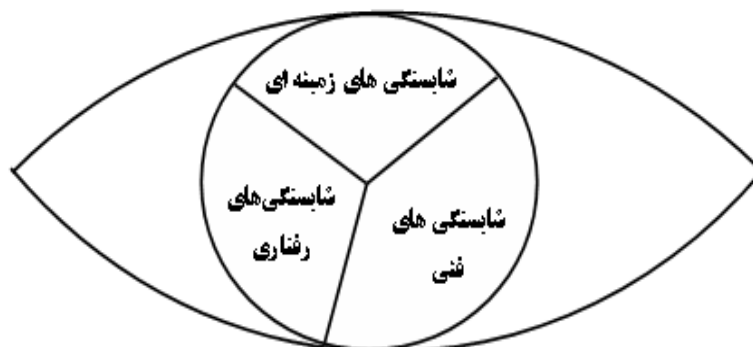 شایستگی های زمینه ای
شایستگی های
فنی
شایستگی‌های
رفتاری